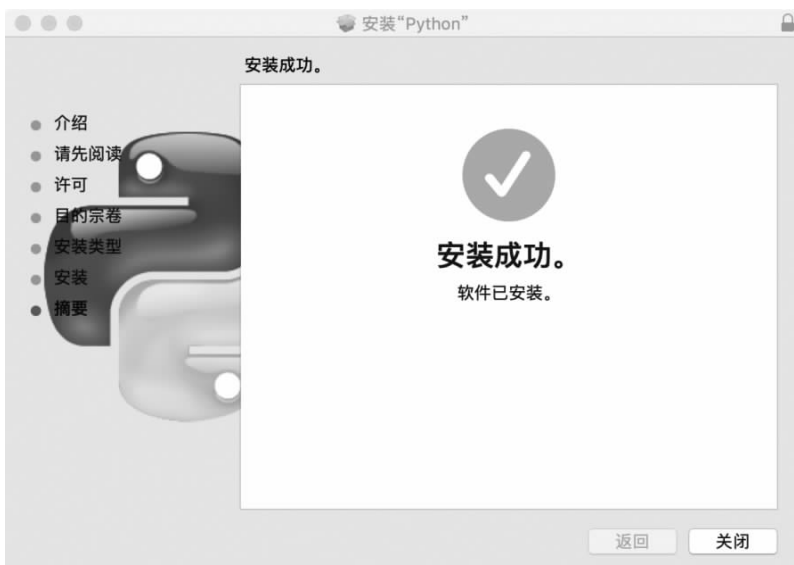 安装“Python”
安装成功。
介绍
请先阅读
许可
目的宗卷
安装类型
安装
摘要
安装成功。
软件已安装。
返回
关闭